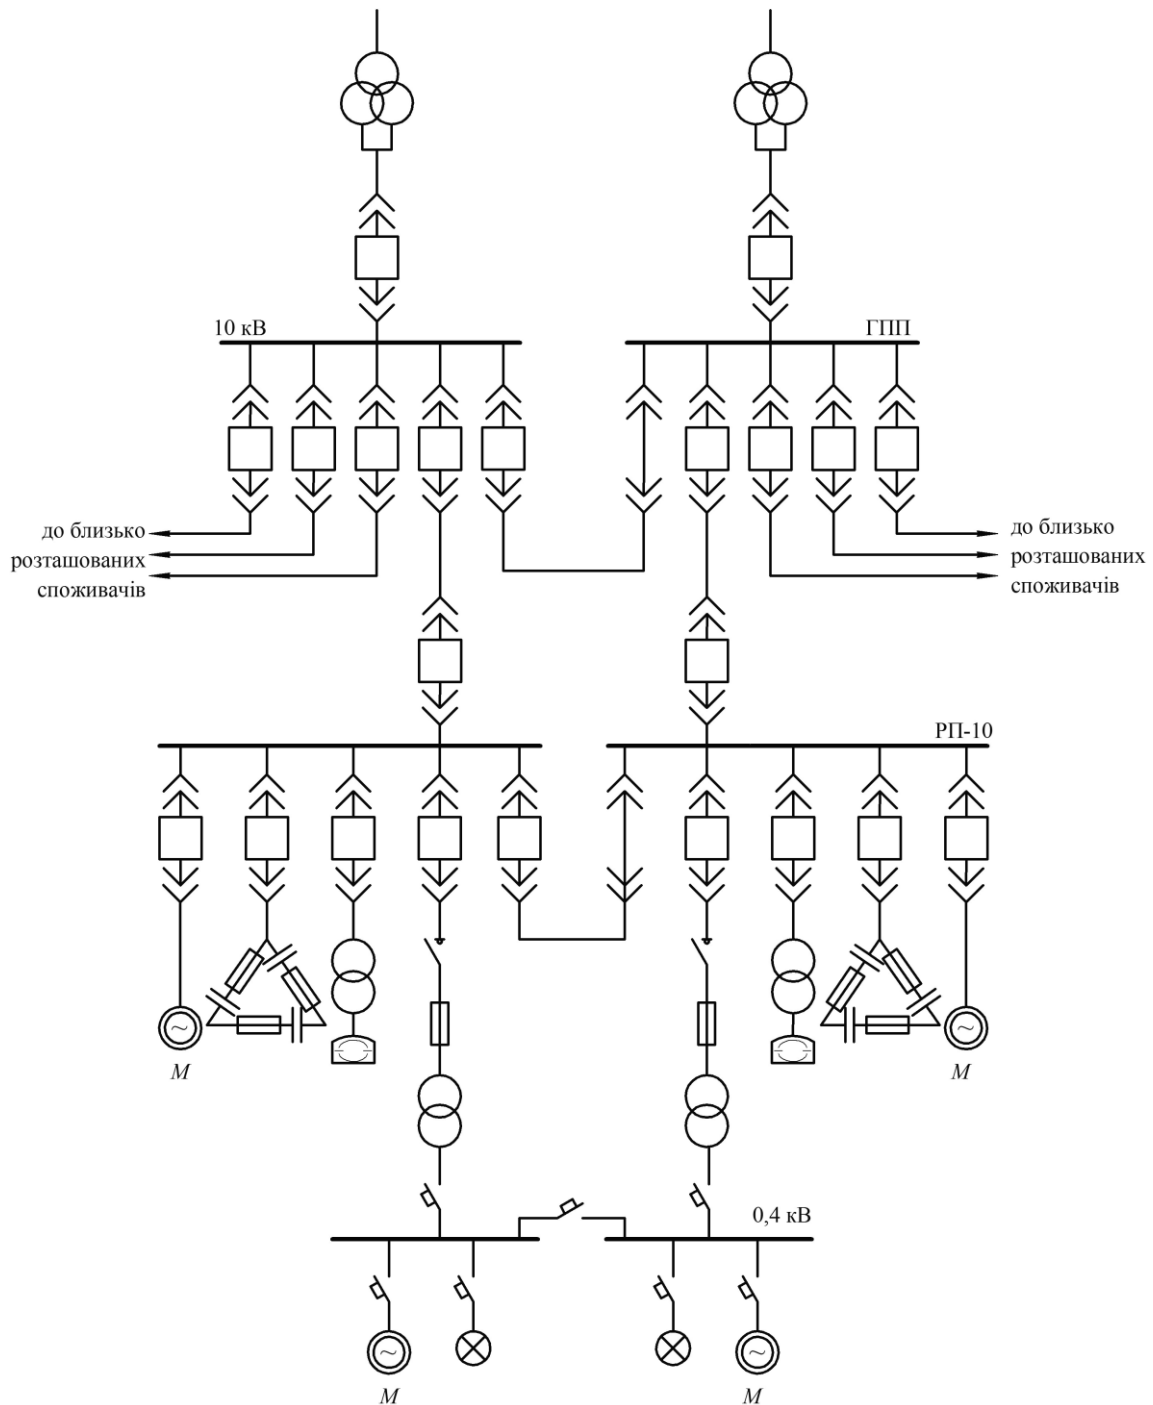 10 кВ
ГПП
до близько
розташованих
споживачів
до близько
розташованих
споживачів
РП-10
~
~
M
M
0,4 кВ
~
~
M
M